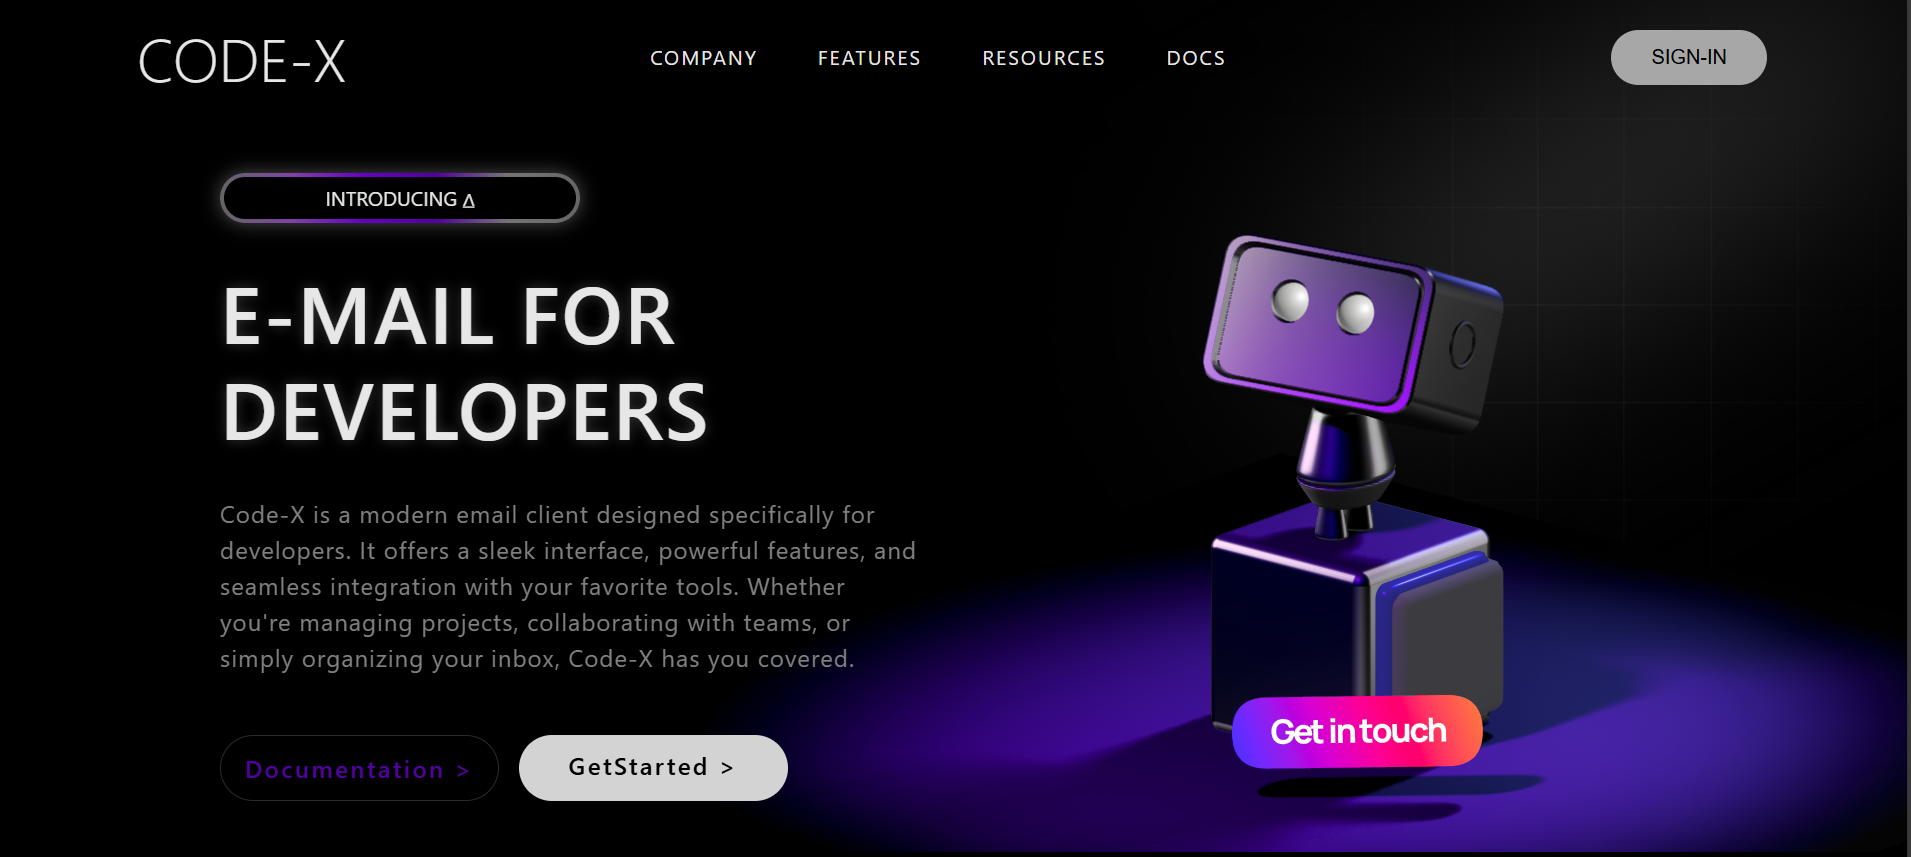 CODE-X
COMPANY
FEATURES
RESOURCES
DOCS
SIGN-IN
INTRODUCING Δ
E-MAIL FOR
DEVELOPERS
Code-X is a modern email client designed specifically for
developers. It offers a sleek interface, powerful features, and
seamless integration with your favorite tools. Whether
you're managing projects, collaborating with teams, or
simply organizing your inbox, Code-X has you covered.
Documentation >
GetStarted >
Get in touch